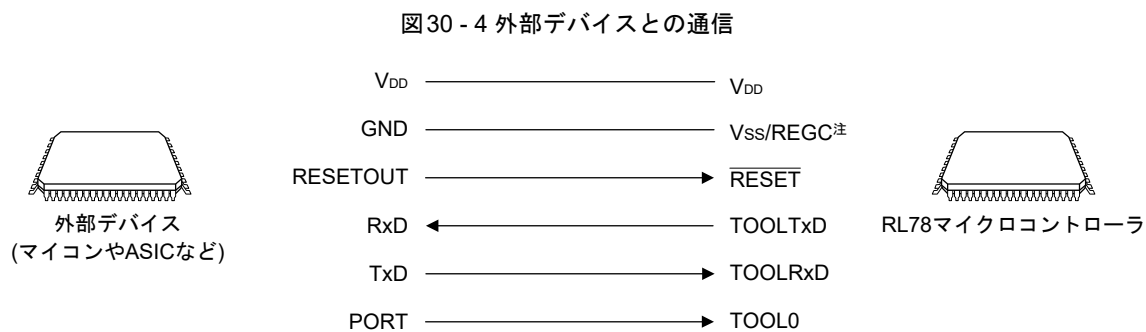 図30 - 4 外部デバイスとの通信
VDD VDD
GND VSS/REGC注
RESETOUT RESET
RxD TOOLTxD
TxD TOOLRxD
PORT TOOL0
外部デバイス
(マイコンやASICなど)
RL78マイクロコントローラ